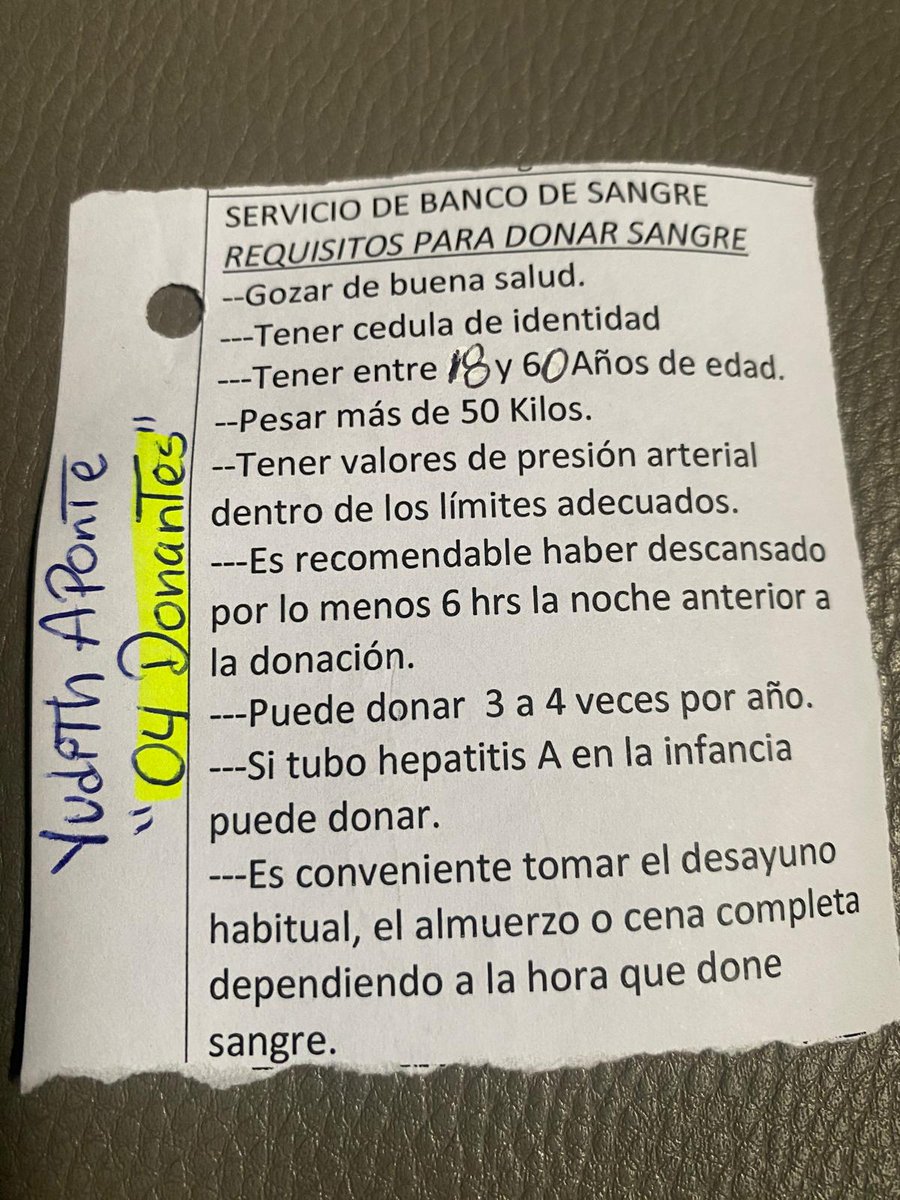 SERVICIO DE BANCO DE SANGRE
REQUISITOS PARA DONAR SANGRE
--Gozar de buena salud.
---Tener cedula de identidad
---Tener entre 18 y 60 Años de edad.
--Pesar más de 50 Kilos.
--Tener valores de presión arterial
dentro de los límites adecuados.
---Es recomendable haber descansado
por lo menos 6 hrs la noche anterior a
la donación.
---Puede donar 3 a 4 veces por año.
---Si tubo hepatitis A en la infancia
puede donar.
---Es conveniente tomar el desayuno
habitual, el almuerzo o cena completa
dependiendo a la hora que done
sangre.
YudiTh APonTe
"04 DonanTes"